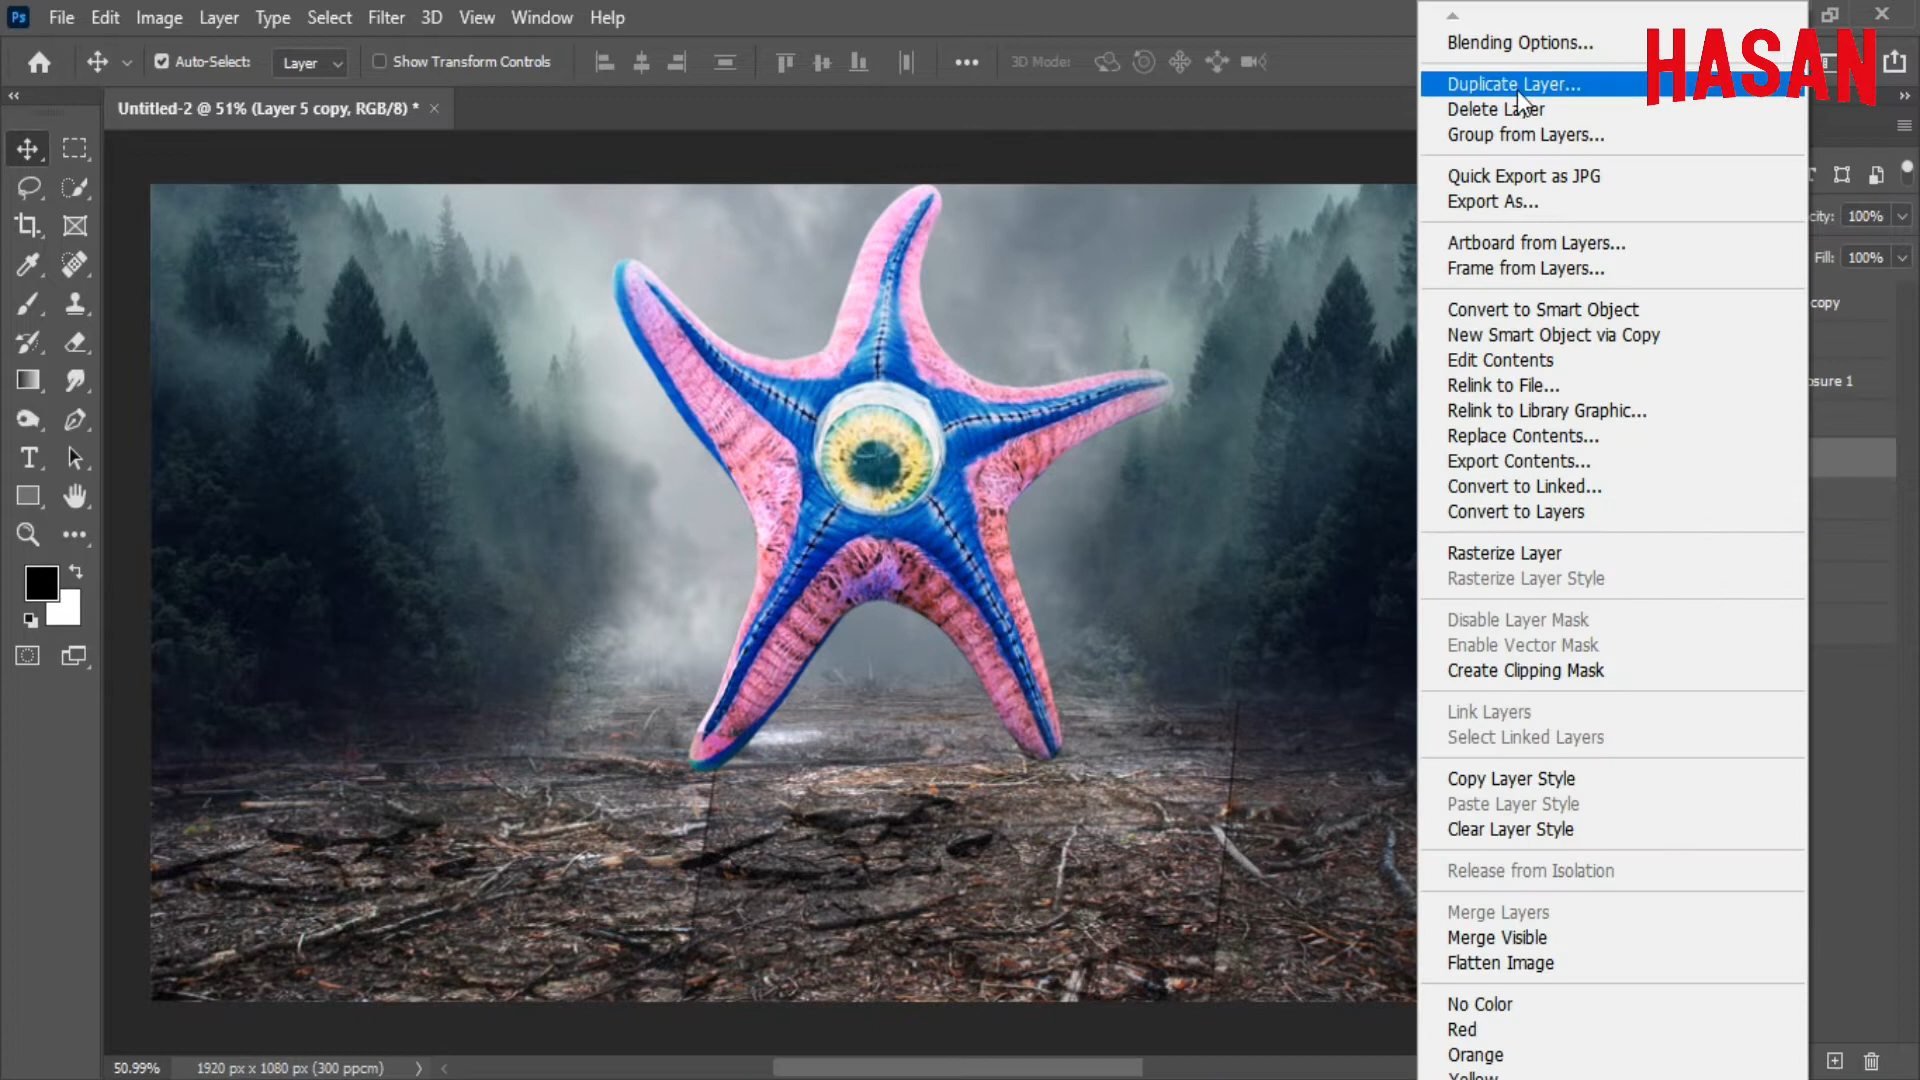 Ps File Edit Image Layer Type Select Filter 3D View Window Help
Auto-Select: Layer Show Transform Controls 3D Mode:
Untitled-2 @ 51% (Layer 5 copy, RGB/8) *
HASAN
Blending Options...
Duplicate Layer...
Delete Layer
Group from Layers...
Quick Export as JPG
Export As...
Artboard from Layers...
Frame from Layers...
Convert to Smart Object
New Smart Object via Copy
Edit Contents
Relink to File...
Relink to Library Graphic...
Replace Contents...
Export Contents...
Convert to Linked...
Convert to Layers
Rasterize Layer
Rasterize Layer Style
Disable Layer Mask
Enable Vector Mask
Create Clipping Mask
Link Layers
Select Linked Layers
Copy Layer Style
Paste Layer Style
Clear Layer Style
Release from Isolation
Merge Layers
Merge Visible
Flatten Image
No Color
Red
Orange
Yellow
city: 100%
Fill: 100%
copy
osure 1
50.99% 1920 px x 1080 px (300 ppcm)